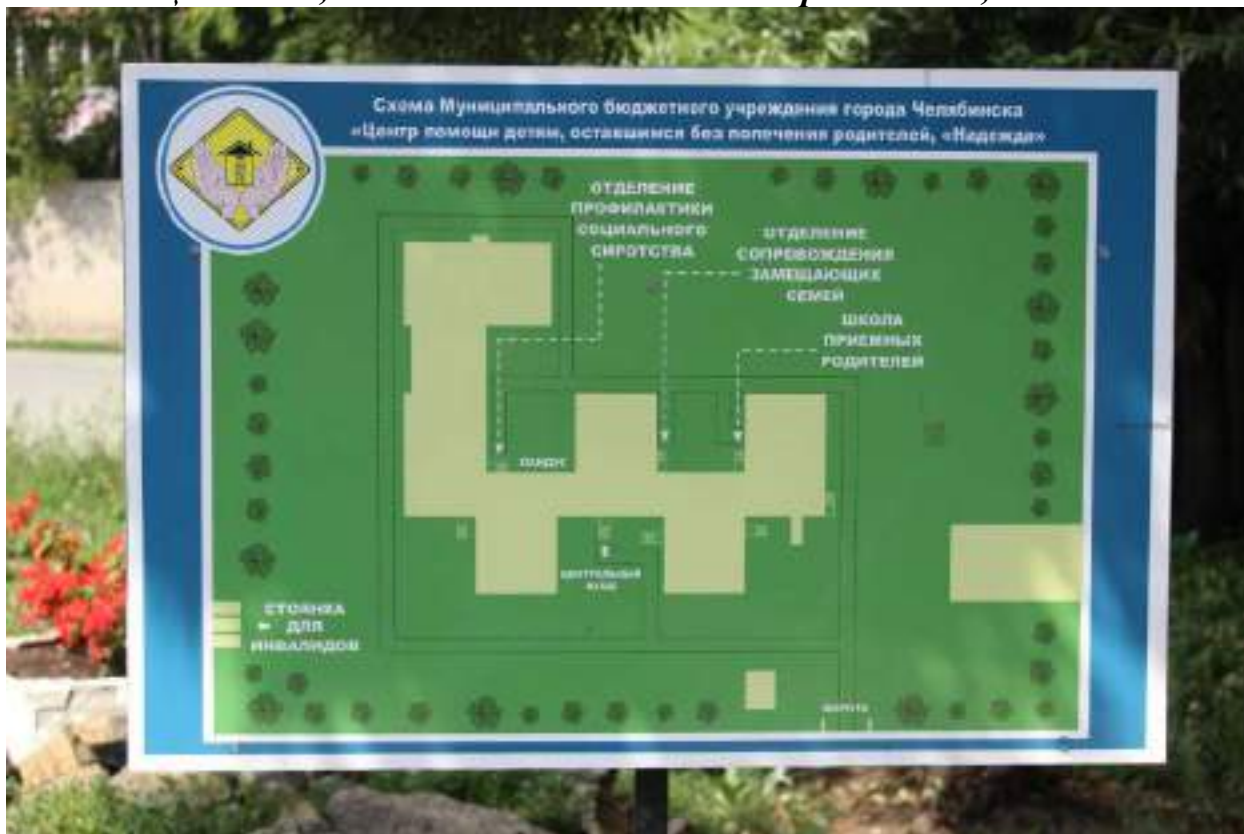 Схема Муниципального бюджетного учреждения города Челябинска
«Центр помощи детям, оставшимся без попечения родителей, «Надежда»
ОТДЕЛЕНИЕ
ПРОФИЛАКТИКИ
СОЦИАЛЬНОГО
СИРОТСТВА
ОТДЕЛЕНИЕ
СОПРОВОЖДЕНИЯ
ЗАМЕЩАЮЩИХ
СЕМЕЙ
ШКОЛА
ПРИЕМНЫХ
РОДИТЕЛЕЙ
ЦЕНТРАЛЬНЫЙ
ВХОД
СТОЯНКА
ДЛЯ
ИНВАЛИДОВ
ВОРОТА